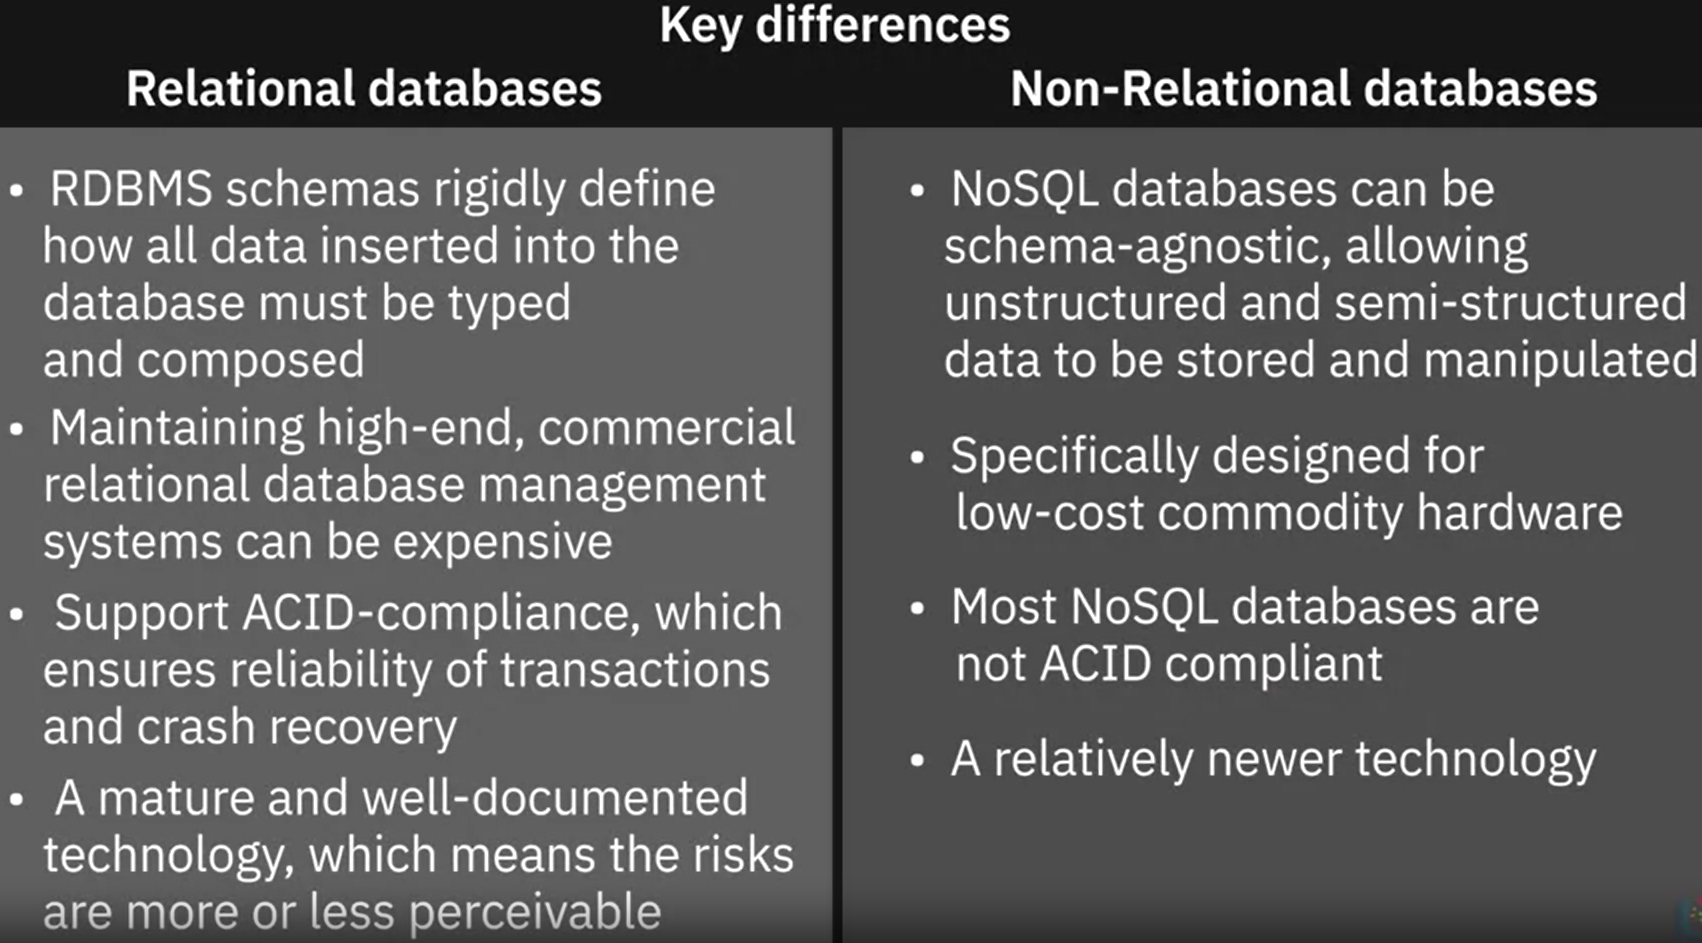 Key differences
Relational databases
• RDBMS schemas rigidly define
how all data inserted into the
database must be typed
and composed
• Maintaining high-end, commercial
relational database management
systems can be expensive
• Support ACID-compliance, which
ensures reliability of transactions
and crash recovery
• A mature and well-documented
technology, which means the risks
are more or less perceivable
Non-Relational databases
• NoSQL databases can be
schema-agnostic, allowing
unstructured and semi-structured
data to be stored and manipulated
• Specifically designed for
low-cost commodity hardware
• Most NoSQL databases are
not ACID compliant
• A relatively newer technology